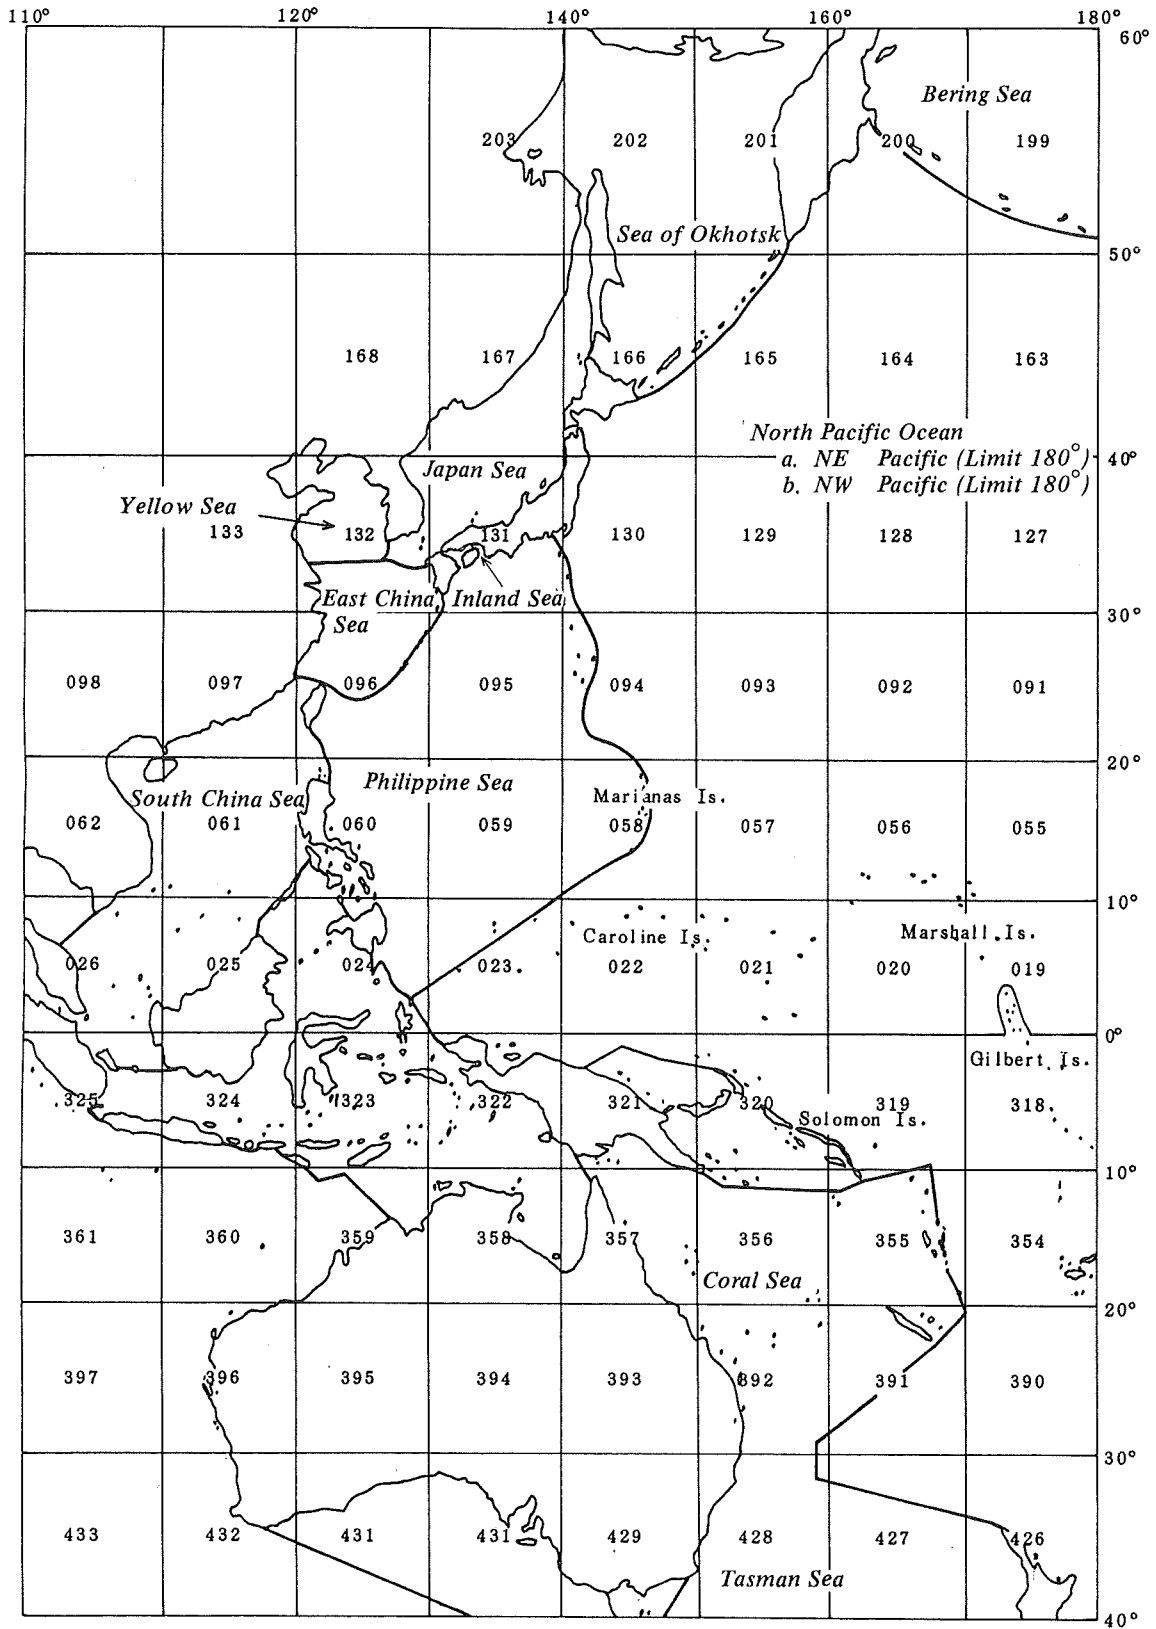 110° 120° 140° 160° 180°
60°
Bering Sea
203 202 201 200 199
Sea of Okhotsk
50°
168 167 166 165 164 163
North Pacific Ocean
a. NE Pacific (Limit 180°)
40°
b. NW Pacific (Limit 180°)
Japan Sea
Yellow Sea
133 132 131 130 129 128 127
East China Sea
Inland Sea
30°
098 097 096 095 094 093 092 091
20°
Philippine Sea
South China Sea
Marianas Is.
062 061 060 059 058 057 056 055
10°
Caroline Is.
Marshall Is.
026 025 024 023 022 021 020 019
0°
Gilbert Is.
325 324 323 322 321 320 319 318
Solomon Is.
10°
361 360 359 358 357 356 355 354
Coral Sea
20°
397 396 395 394 393 392 391 390
30°
433 432 431 431 429 428 427 426
Tasman Sea
40°